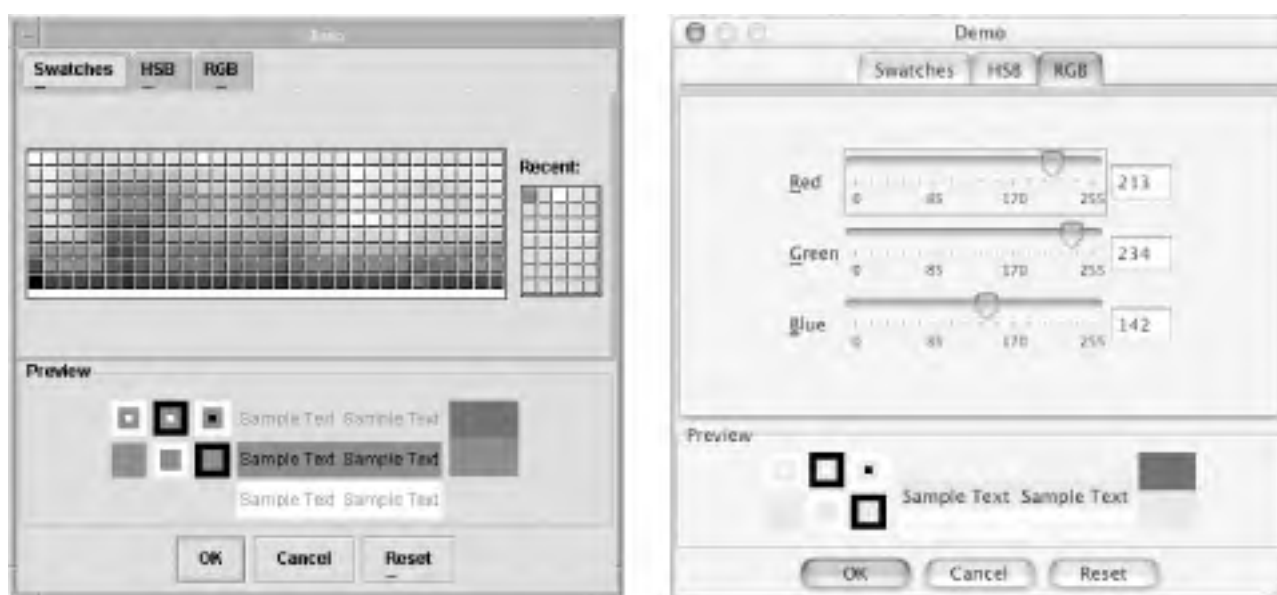 Demo
Swatches HSB RGB
Recent:
Preview
Sample Text Sample Text
Sample Text Sample Text
Sample Text Sample Text
OK Cancel Reset
Demo
Swatches HSB RGB
Red 213
0 85 170 255
Green 234
0 85 170 255
Blue 142
0 85 170 255
Preview
Sample Text Sample Text
OK Cancel Reset